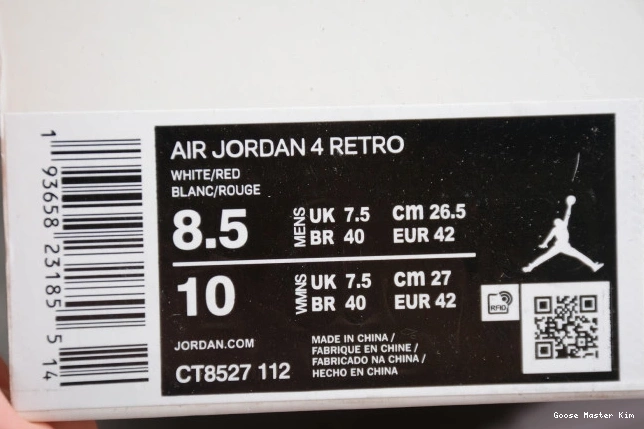 1 93658 23185 5 14
AIR JORDAN 4 RETRO
WHITE/RED
BLANC/ROUGE
8.5 MENS UK 7.5 cm 26.5
BR 40 EUR 42
10 WMNS UK 7.5 cm 27
BR 40 EUR 42
JORDAN.COM
CT8527 112
MADE IN CHINA /
FABRIQUE EN CHINE /
FABRICADO NA CHINA /
HECHO EN CHINA
RFID
Goose Master Kim